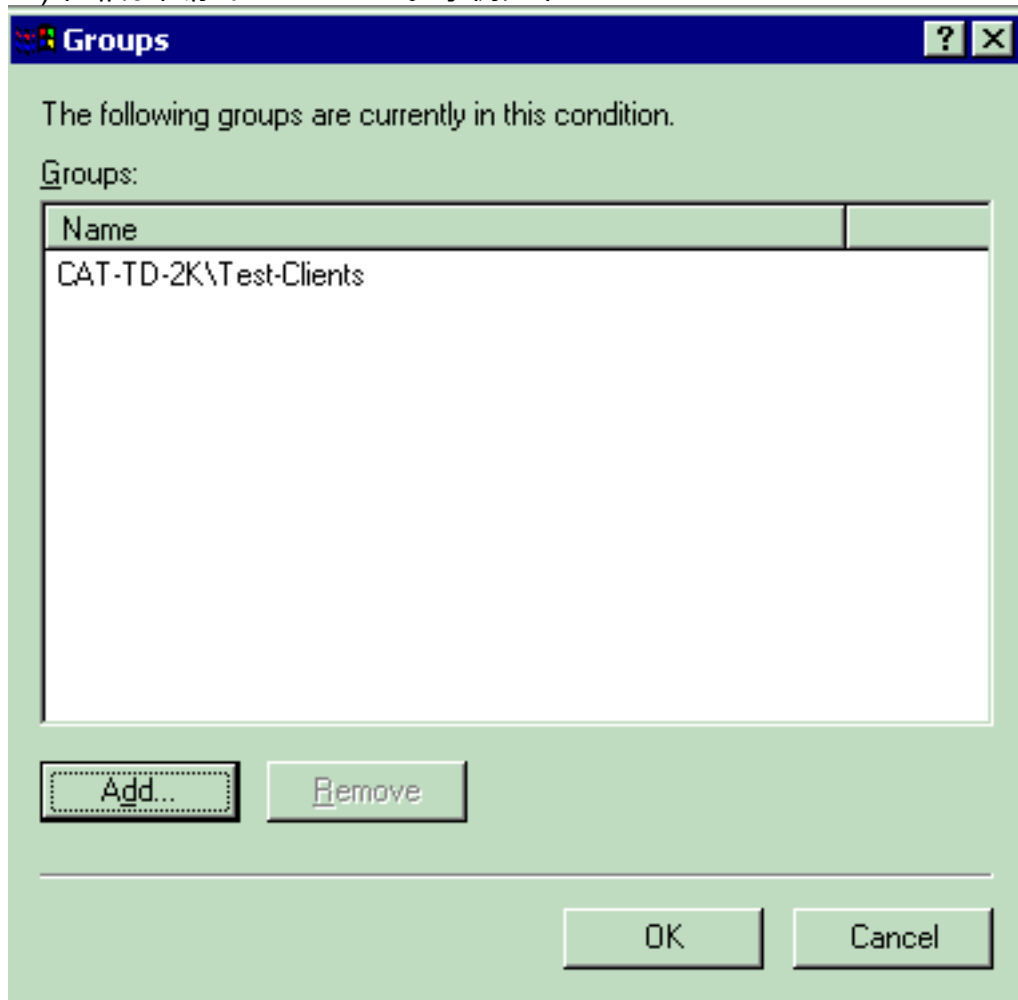 Groups
The following groups are currently in this condition.
Groups:
Name
CAT-TD-2K\Test-Clients
Add...
Remove
OK
Cancel